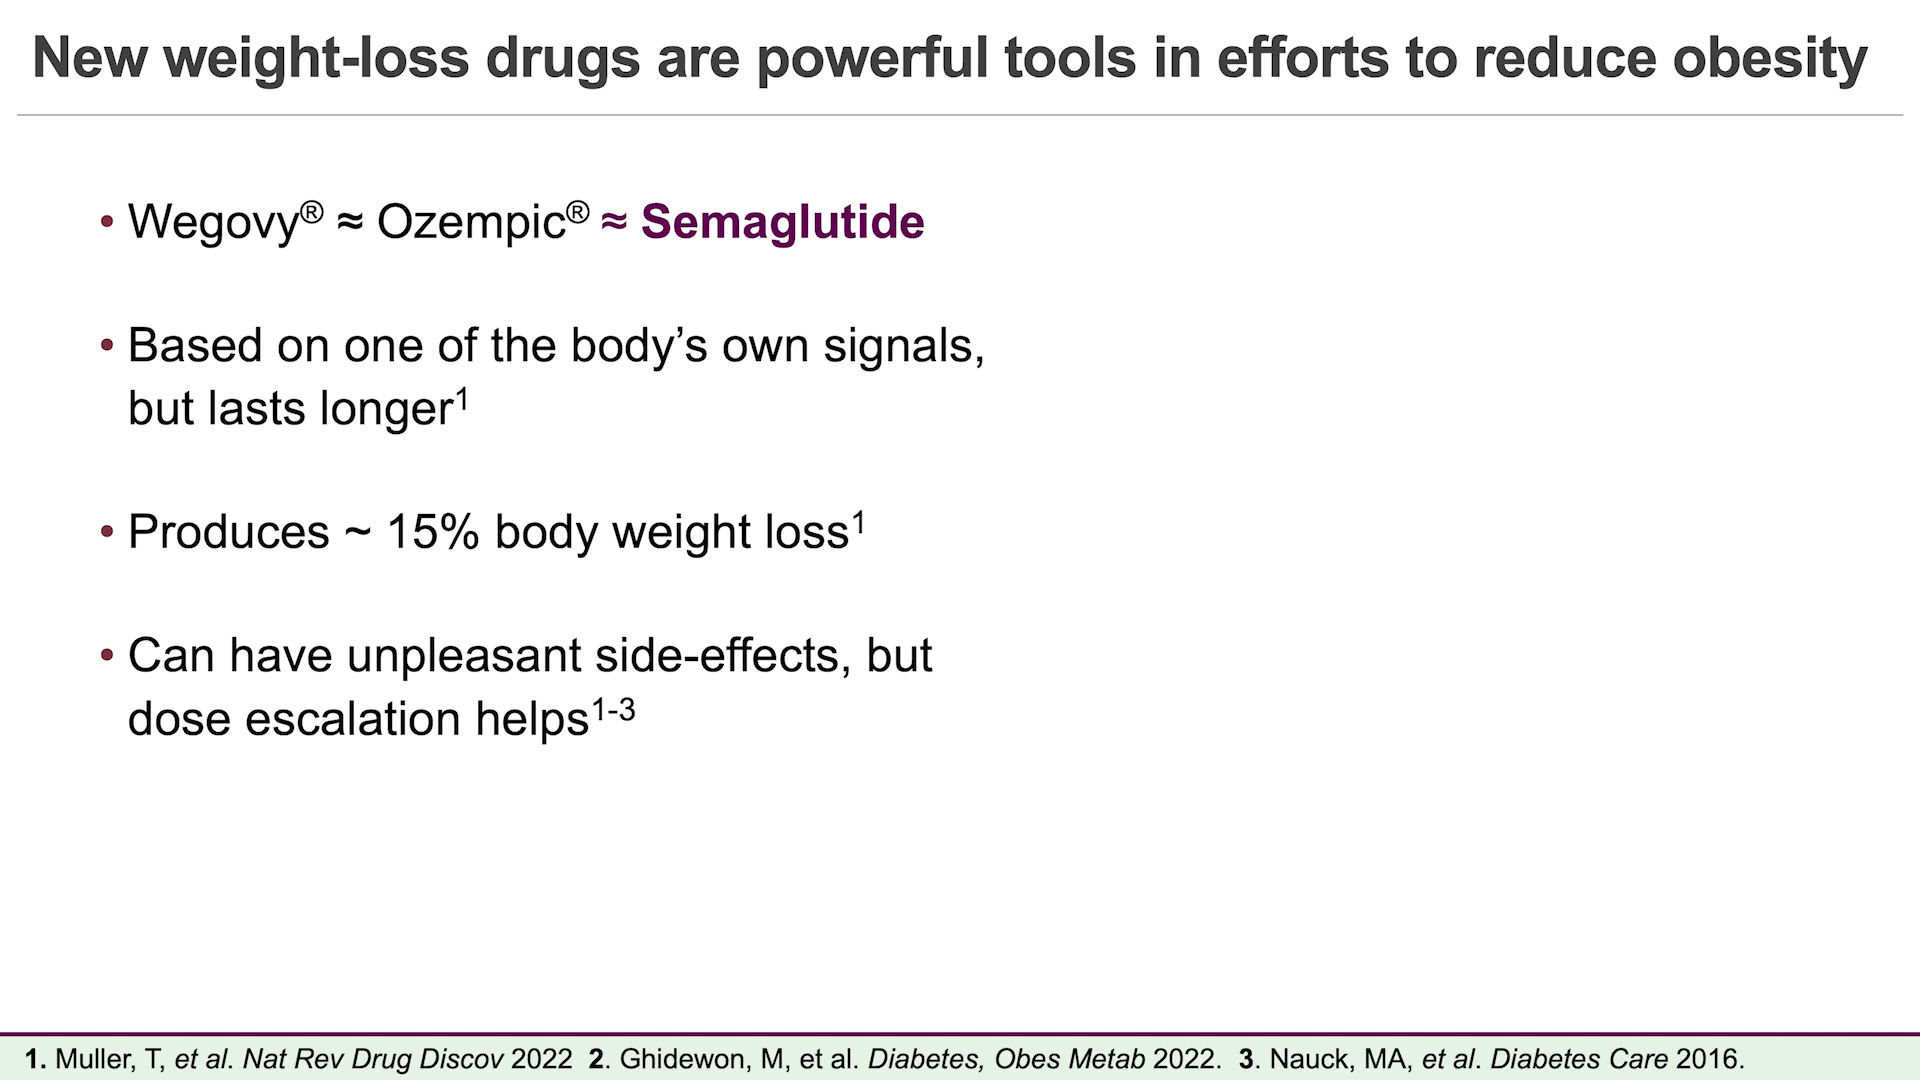 New weight-loss drugs are powerful tools in efforts to reduce obesity
• Wegovy® ≈ Ozempic® ≈ Semaglutide
• Based on one of the body’s own signals,
but lasts longer1
• Produces ~ 15% body weight loss1
• Can have unpleasant side-effects, but
dose escalation helps1-3
1. Muller, T, et al. Nat Rev Drug Discov 2022 2. Ghidewon, M, et al. Diabetes, Obes Metab 2022. 3. Nauck, MA, et al. Diabetes Care 2016.